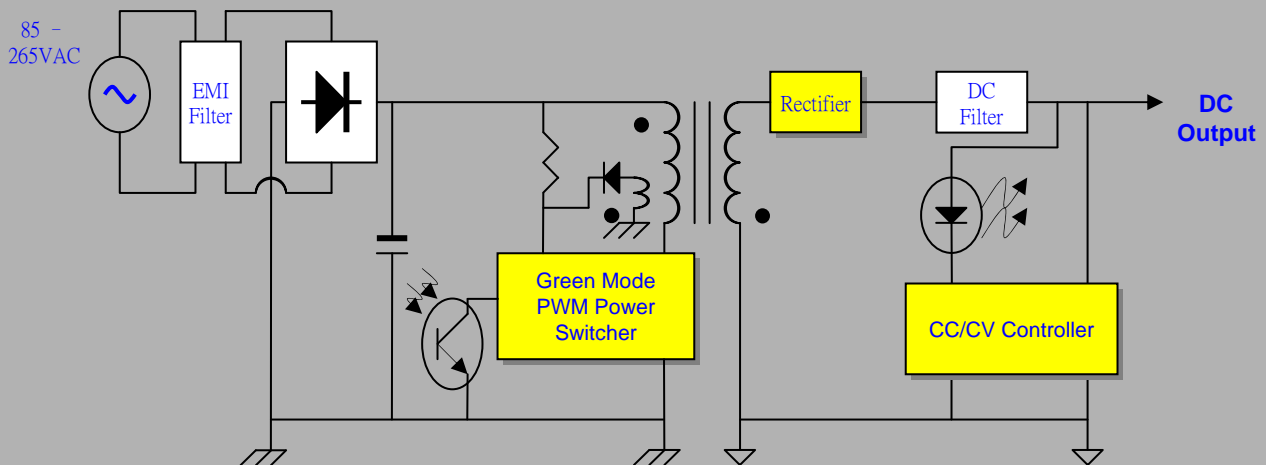 85 -
265VAC
EMI
Filter
Rectifier
DC
Filter
DC
Output
Green Mode
PWM Power
Switcher
CC/CV Controller